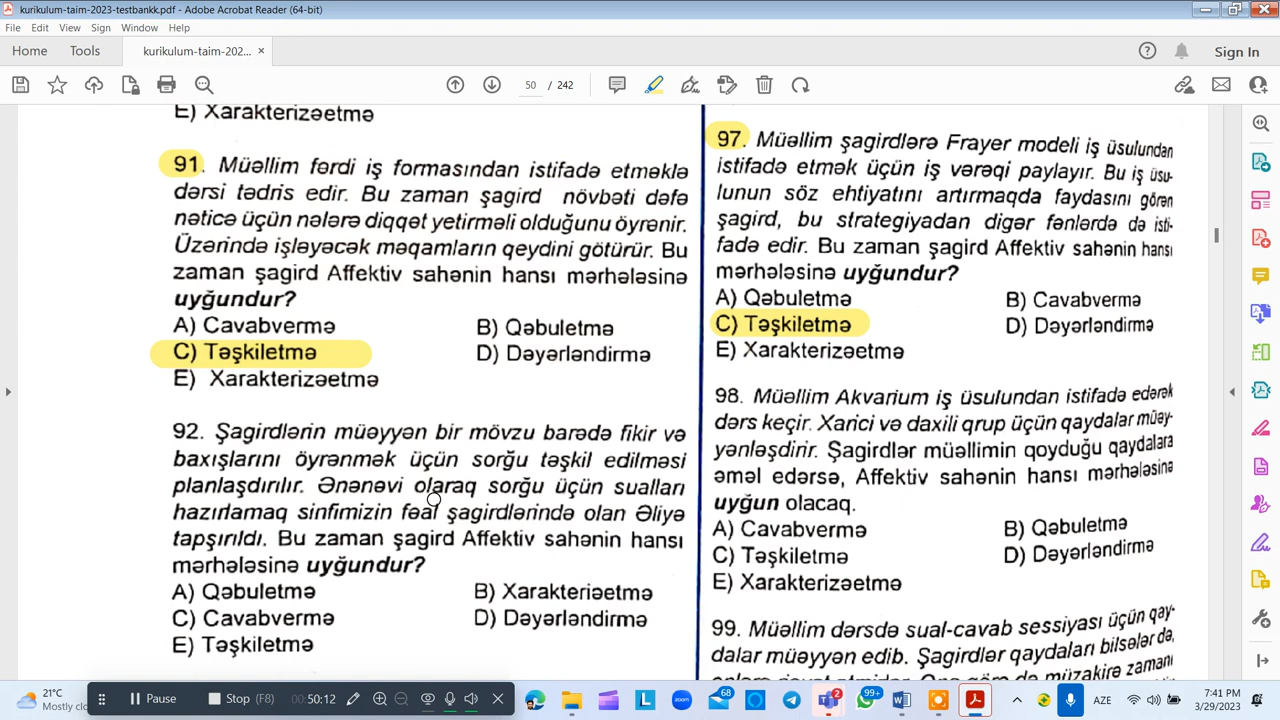 kurikulum-taim-2023-testbankk.pdf - Adobe Acrobat Reader (64-bit)
File Edit View Sign Window Help
Home Tools kurikulum-taim-202... × Sign In
50 / 242
E) Xarakterizəetmə
91. Müəllim fərdi iş formasından istifadə etməklə
dərsi tədris edir. Bu zaman şagird növbəti dəfə
nəticə üçün nələrə diqqət yetirməli olduğunu öyrənir.
Üzərində işləyəcək məqamların qeydini götürür. Bu
zaman şagird Affektiv sahənin hansı mərhələsinə
uyğundur?
A) Cavabvermə B) Qəbuletmə
C) Təşkiletmə D) Dəyərləndirmə
E) Xarakterizəetmə
92. Şagirdlərin müəyyən bir mövzu barədə fikir və
baxışlarını öyrənmək üçün sorğu təşkil edilməsi
planlaşdırılır. Ənənəvi olaraq sorğu üçün sualları
hazırlamaq sinfimizin fəal şagirdlərində olan Əliyə
tapşırıldı. Bu zaman şagird Affektiv sahənin hansı
mərhələsinə uyğundur?
A) Qəbuletmə B) Xarakteriəetmə
C) Cavabvermə D) Dəyərləndirmə
E) Təşkiletmə
97. Müəllim şagirdlərə Frayer modeli iş üsulundan
istifadə etmək üçün iş vərəqi paylayır. Bu iş üsu-
lunun söz ehtiyatını artırmaqda faydasını görən
şagird, bu strategiyadan digər fənlərdə də isti-
fadə edir. Bu zaman şagird Affektiv sahənin hansı
mərhələsinə uyğundur?
A) Qəbuletmə B) Cavabvermə
C) Təşkiletmə D) Dəyərləndirmə
E) Xarakterizəetmə
98. Müəllim Akvarium iş üsulundan istifadə edərək
dərs keçir. Xarici və daxili qrup üçün qaydalar müəy-
yənləşdirir. Şagirdlər müəllimin qoyduğu qaydalara
əməl edərsə, Affektiv sahənin hansı mərhələsinə
uyğun olacaq.
A) Cavabvermə B) Qəbuletmə
C) Təşkiletmə D) Dəyərləndirmə
E) Xarakterizəetmə
99. Müəllim dərsdə sual-cavab sessiyası üçün qay-
dalar müəyyən edib. Şagirdlər qaydaları bilsələr də,
21°C
Mostly
Pause Stop (F8) 00:50:12
68 2 99+
AZE 7:41 PM
3/29/2023